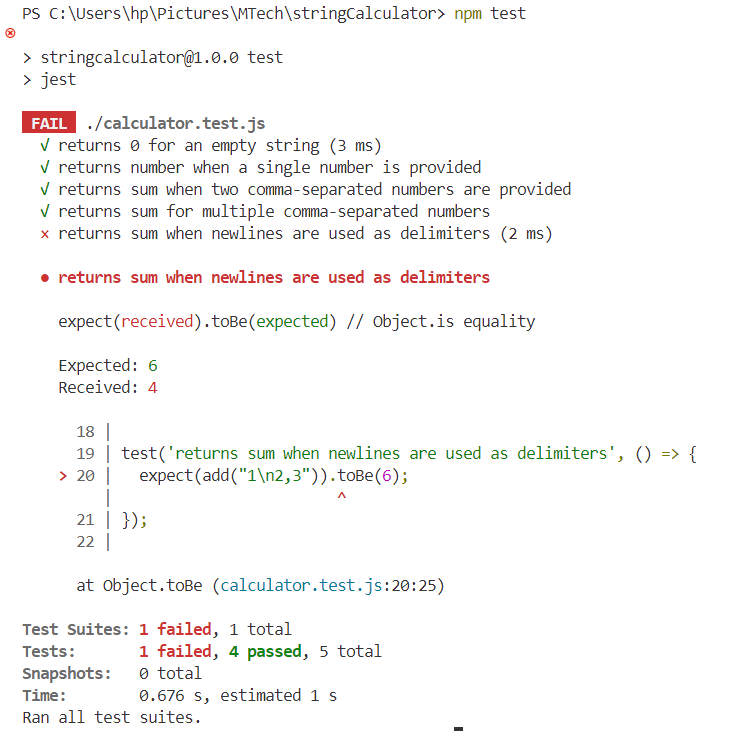 PS C:\Users\hp\Pictures\MTech\stringCalculator> npm test
> stringcalculator@1.0.0 test
> jest
FAIL ./calculator.test.js
√ returns 0 for an empty string (3 ms)
√ returns number when a single number is provided
√ returns sum when two comma-separated numbers are provided
√ returns sum for multiple comma-separated numbers
× returns sum when newlines are used as delimiters (2 ms)
● returns sum when newlines are used as delimiters
expect(received).toBe(expected) // Object.is equality
Expected: 6
Received: 4
18 |
19 | test('returns sum when newlines are used as delimiters', () => {
> 20 |   expect(add("1\n2,3")).toBe(6);
|                         ^
21 | });
22 |
at Object.toBe (calculator.test.js:20:25)
Test Suites: 1 failed, 1 total
Tests:       1 failed, 4 passed, 5 total
Snapshots:   0 total
Time:        0.676 s, estimated 1 s
Ran all test suites.